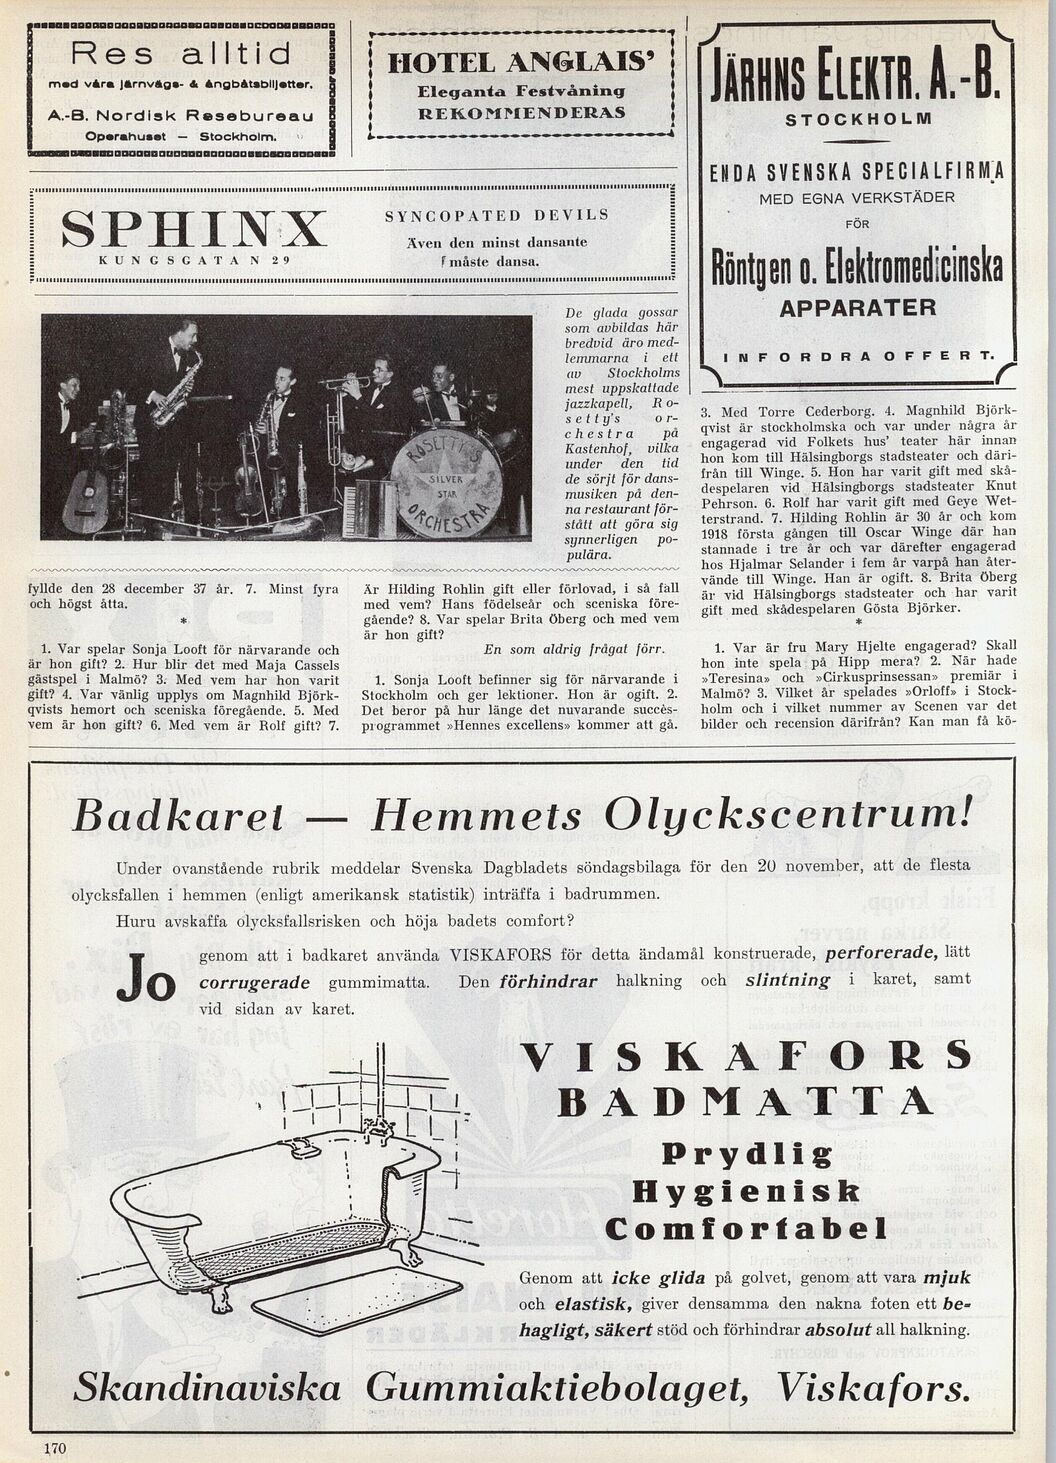 Res alltid
med våra järnvägs- & ångbåtsbiljetter.
A.-B. Nordisk Resebureau
Operahuset — Stockholm.
HOTEL ANGLAIS'
Eleganta Festvåning
REKOMMENDERAS
SPHINX
KUNGSGATAN 29
SYNCOPATED DEVILS
Även den minst dansante
måste dansa.
JÄRHNS ELEKTR. A.-B.
STOCKHOLM
ENDA SVENSKA SPECIALFIRMA
MED EGNA VERKSTÄDER
FÖR
Röntgen o. Elektromedicinska
APPARATER
INFORDRA OFFERT.
ROSETTY'S
SILVER
STAR
ORCHESTRA
De glada gossar
som avbildas här
bredvid äro med-
lemmarna i ett
av Stockholms
mest uppskattade
jazzkapell, Ro-
setty's or-
chestra på
Kastenhof, vilka
under den tid
de sörjt för dans-
musiken på den-
na restaurant för-
stått att göra sig
synnerligen po-
pulära.
fyllde den 28 december 37 år. 7. Minst fyra
och högst åtta.
*
1. Var spelar Sonja Looft för närvarande och
är hon gift? 2. Hur blir det med Maja Cassels
gästspel i Malmö? 3. Med vem har hon varit
gift? 4. Var vänlig upplys om Magnhild Björk-
qvists hemort och sceniska föregående. 5. Med
vem är hon gift? 6. Med vem är Rolf gift? 7.
Är Hilding Rohlin gift eller förlovad, i så fall
med vem? Hans födelseår och sceniska före-
gående? 8. Var spelar Brita Öberg och med vem
är hon gift?
En som aldrig frågat förr.
1. Sonja Looft befinner sig för närvarande i
Stockholm och ger lektioner. Hon är ogift. 2.
Det beror på hur länge det nuvarande succès-
programmet »Hennes excellens» kommer att gå.
3. Med Torre Cederborg. 4. Magnhild Björk-
qvist är stockholmska och var under några år
engagerad vid Folkets hus' teater här innan
hon kom till Hälsingborgs stadsteater och däri-
från till Winge. 5. Hon har varit gift med skå-
despelaren vid Hälsingborgs stadsteater Knut
Pehrson. 6. Rolf har varit gift med Geye Wet-
terstrand. 7. Hilding Rohlin är 30 år och kom
1918 första gången till Oscar Winge där han
stannade i tre år och var därefter engagerad
hos Hjalmar Selander i fem år varpå han åter-
vände till Winge. Han är ogift. 8. Brita Öberg
är vid Hälsingborgs stadsteater och har varit
gift med skådespelaren Gösta Björker.
*
1. Var är fru Mary Hjelte engagerad? Skall
hon inte spela på Hipp mera? 2. När hade
»Teresina» och »Cirkusprinsessan» premiär i
Malmö? 3. Vilket år spelades »Orloff» i Stock-
holm och i vilket nummer av Scenen var det
bilder och recension därifrån? Kan man få kö-
Badkaret — Hemmets Olyckscentrum!
Under ovanstående rubrik meddelar Svenska Dagbladets söndagsbilaga för den 20 november, att de flesta
olycksfallen i hemmen (enligt amerikansk statistik) inträffa i badrummen.
Huru avskaffa olycksfallsrisken och höja badets comfort?
Jo genom att i badkaret använda VISKAFORS för detta ändamål konstruerade, perforerade, lätt
corrugerade gummimatta. Den förhindrar halkning och slintning i karet, samt
vid sidan av karet.
VISKAFORS
BADMATTA
Prydlig
Hygienisk
Comfortabel
Genom att icke glida på golvet, genom att vara mjuk
och elastisk, giver densamma den nakna foten ett be-
hagligt, säkert stöd och förhindrar absolut all halkning.
Skandinaviska Gummiaktiebolaget, Viskafors.
170